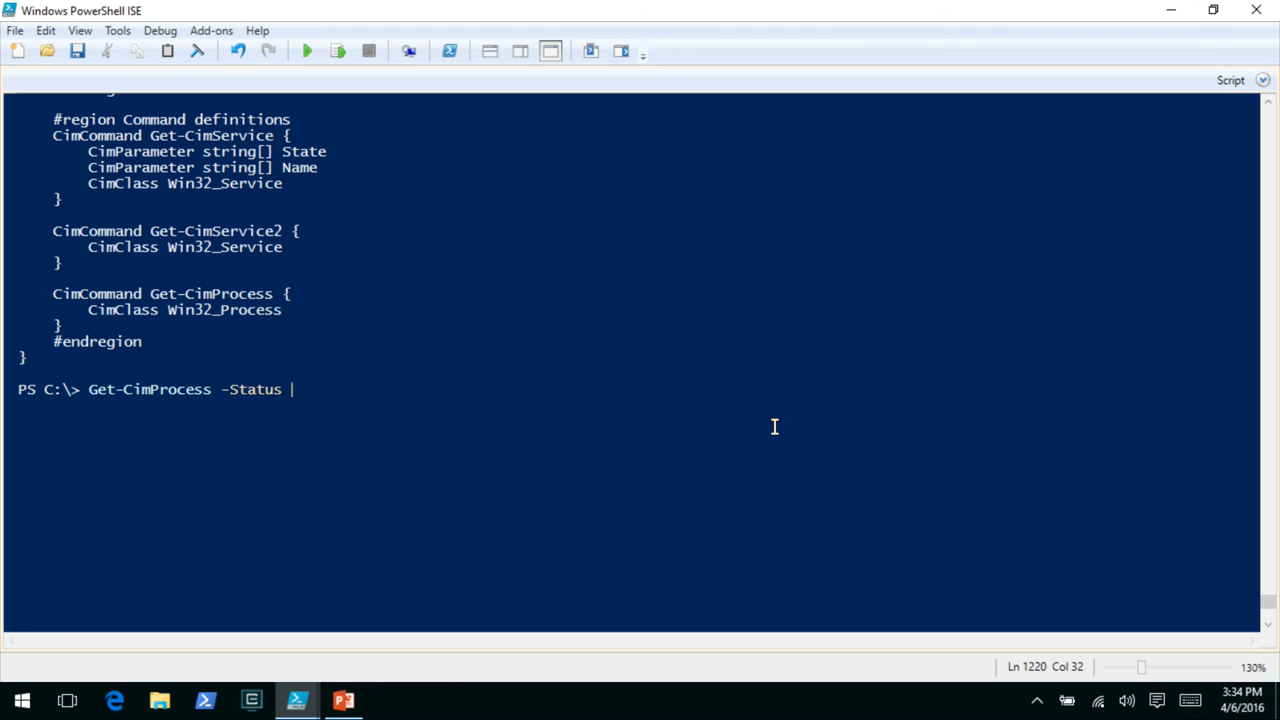 Windows PowerShell ISE
File Edit View Tools Debug Add-ons Help
Script
#region Command definitions
CimCommand Get-CimService {
CimParameter string[] State
CimParameter string[] Name
CimClass Win32_Service
}
CimCommand Get-CimService2 {
CimClass Win32_Service
}
CimCommand Get-CimProcess {
CimClass Win32_Process
}
#endregion
}
PS C:\> Get-CimProcess -Status
Ln 1220 Col 32
130%
3:34 PM
4/6/2016